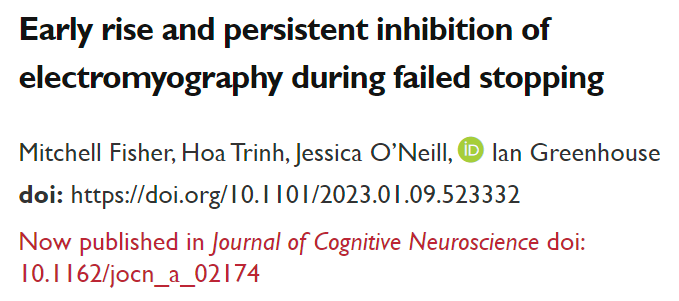 Early rise and persistent inhibition of
electromyography during failed stopping
Mitchell Fisher, Hoa Trinh, Jessica O’Neill, iD Ian Greenhouse
doi: https://doi.org/10.1101/2023.01.09.523332
Now published in Journal of Cognitive Neuroscience doi:
10.1162/jocn_a_02174